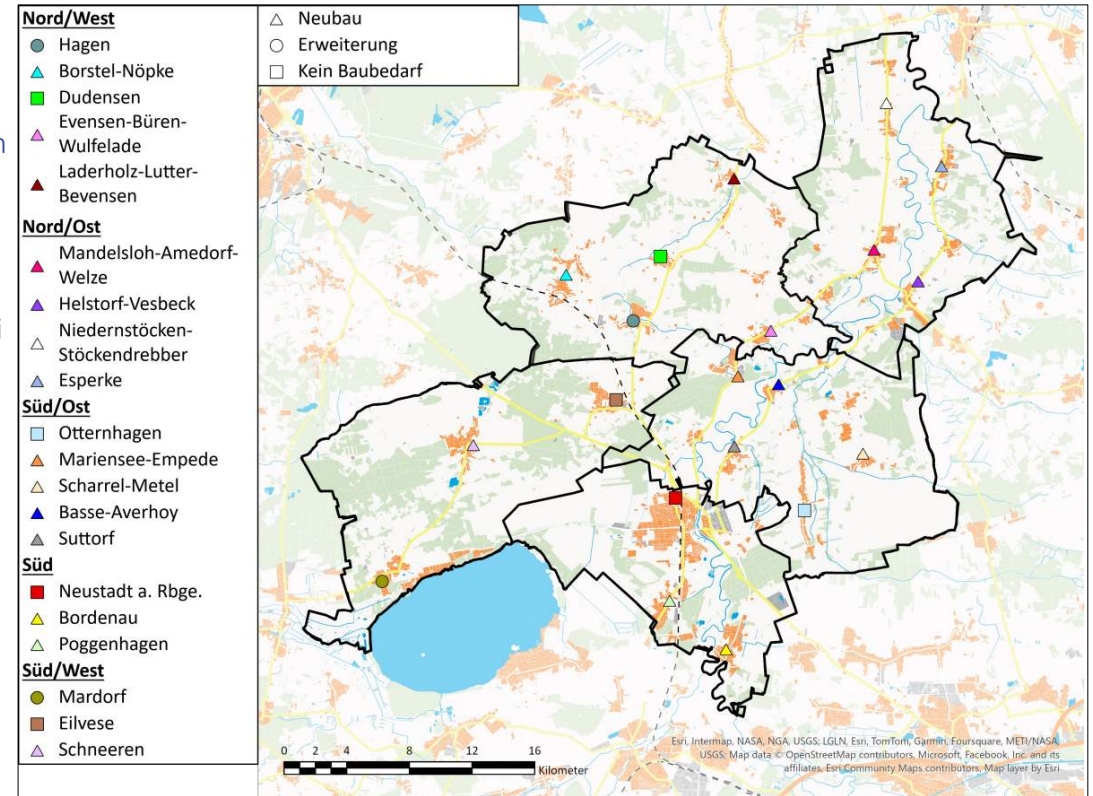 Nord/West
Hagen
Borstel-Nöpke
Dudensen
Evensen-Büren-
Wulfelade
Laderholz-Lutter-
Bevensen
Nord/Ost
Mandelsloh-Amedorf-
Welze
Helstorf-Vesbeck
Niedernstöcken-
Stöckendrebber
Esperke
Süd/Ost
Otternhagen
Mariensee-Empede
Scharrel-Metel
Basse-Averhoy
Suttorf
Süd
Neustadt a. Rbge.
Bordenau
Poggenhagen
Süd/West
Mardorf
Eilvese
Schneeren
Neubau
Erweiterung
Kein Baubedarf
n
i
0 2 4 8 12 16
Kilometer
Esri, Intermap, NASA, NGA, USGS; LGLN, Esri, TomTom, Garmin, Foursquare, METI/NASA,
USGS; Map data © OpenStreetMap contributors, Microsoft, Facebook, Inc. and its
affiliates, Esri Community Maps contributors, Map layer by Esri